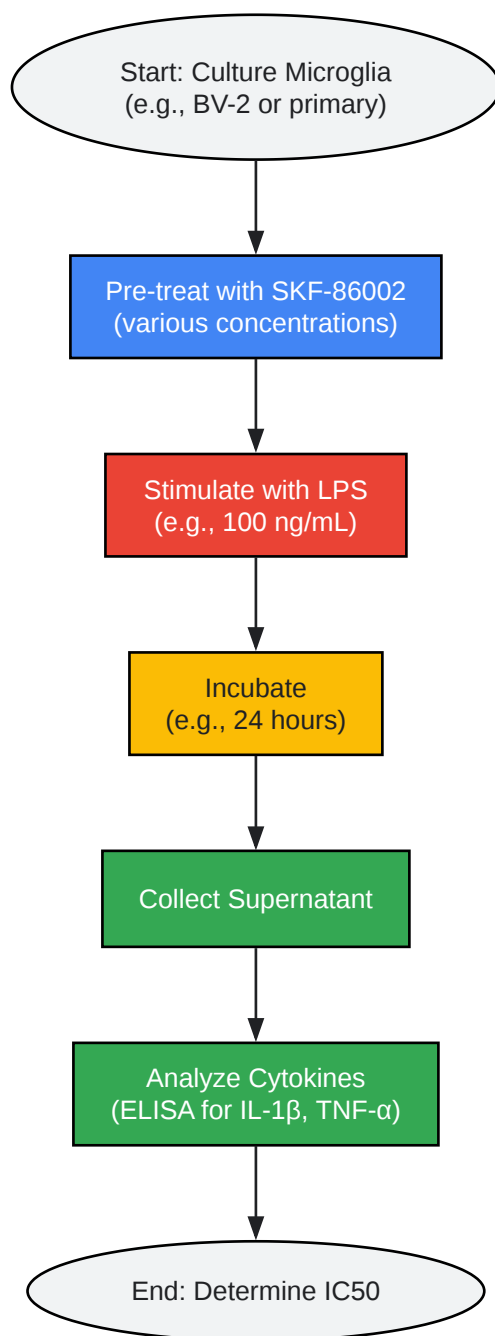 Start: Culture Microglia
(e.g., BV-2 or primary)
Pre-treat with SKF-86002
(various concentrations)
Stimulate with LPS
(e.g., 100 ng/mL)
Incubate
(e.g., 24 hours)
Collect Supernatant
Analyze Cytokines
(ELISA for IL-1β, TNF-α)
End: Determine IC50